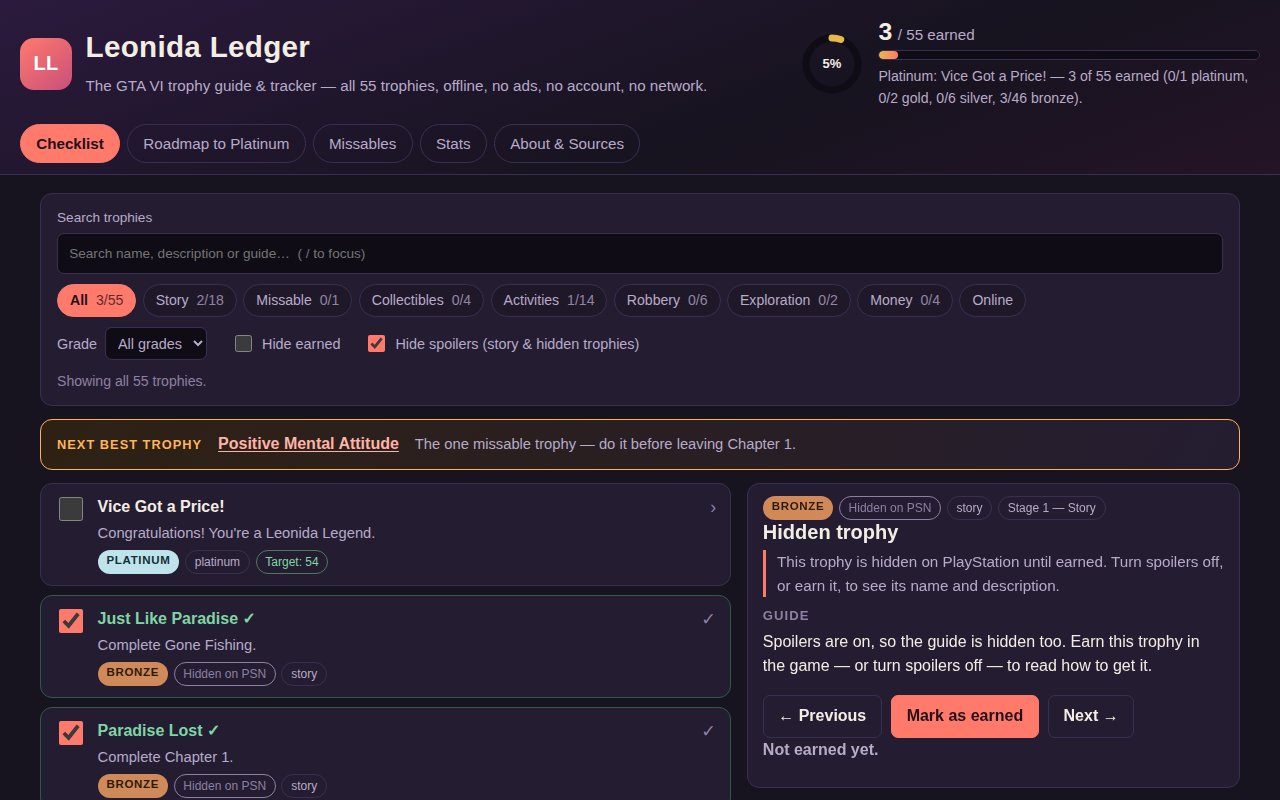 LL
Leonida Ledger
The GTA VI trophy guide & tracker — all 55 trophies, offline, no ads, no account, no network.
5%
3 / 55 earned
Platinum: Vice Got a Price! — 3 of 55 earned (0/1 platinum,
0/2 gold, 0/6 silver, 3/46 bronze).
Checklist
Roadmap to Platinum
Missables
Stats
About & Sources
Search trophies
Search name, description or guide… ( / to focus)
All 3/55
Story 2/18
Missable 0/1
Collectibles 0/4
Activities 1/14
Robbery 0/6
Exploration 0/2
Money 0/4
Online
Grade
All grades
Hide earned
Hide spoilers (story & hidden trophies)
Showing all 55 trophies.
NEXT BEST TROPHY
Positive Mental Attitude
The one missable trophy — do it before leaving Chapter 1.
Vice Got a Price!
›
Congratulations! You're a Leonida Legend.
PLATINUM
platinum
Target: 54
Just Like Paradise ✓
✓
Complete Gone Fishing.
BRONZE
Hidden on PSN
story
Paradise Lost ✓
✓
Complete Chapter 1.
BRONZE
Hidden on PSN
story
BRONZE
Hidden on PSN
story
Stage 1 — Story
Hidden trophy
This trophy is hidden on PlayStation until earned. Turn spoilers off,
or earn it, to see its name and description.
GUIDE
Spoilers are on, so the guide is hidden too. Earn this trophy in
the game — or turn spoilers off — to read how to get it.
← Previous
Mark as earned
Next →
Not earned yet.